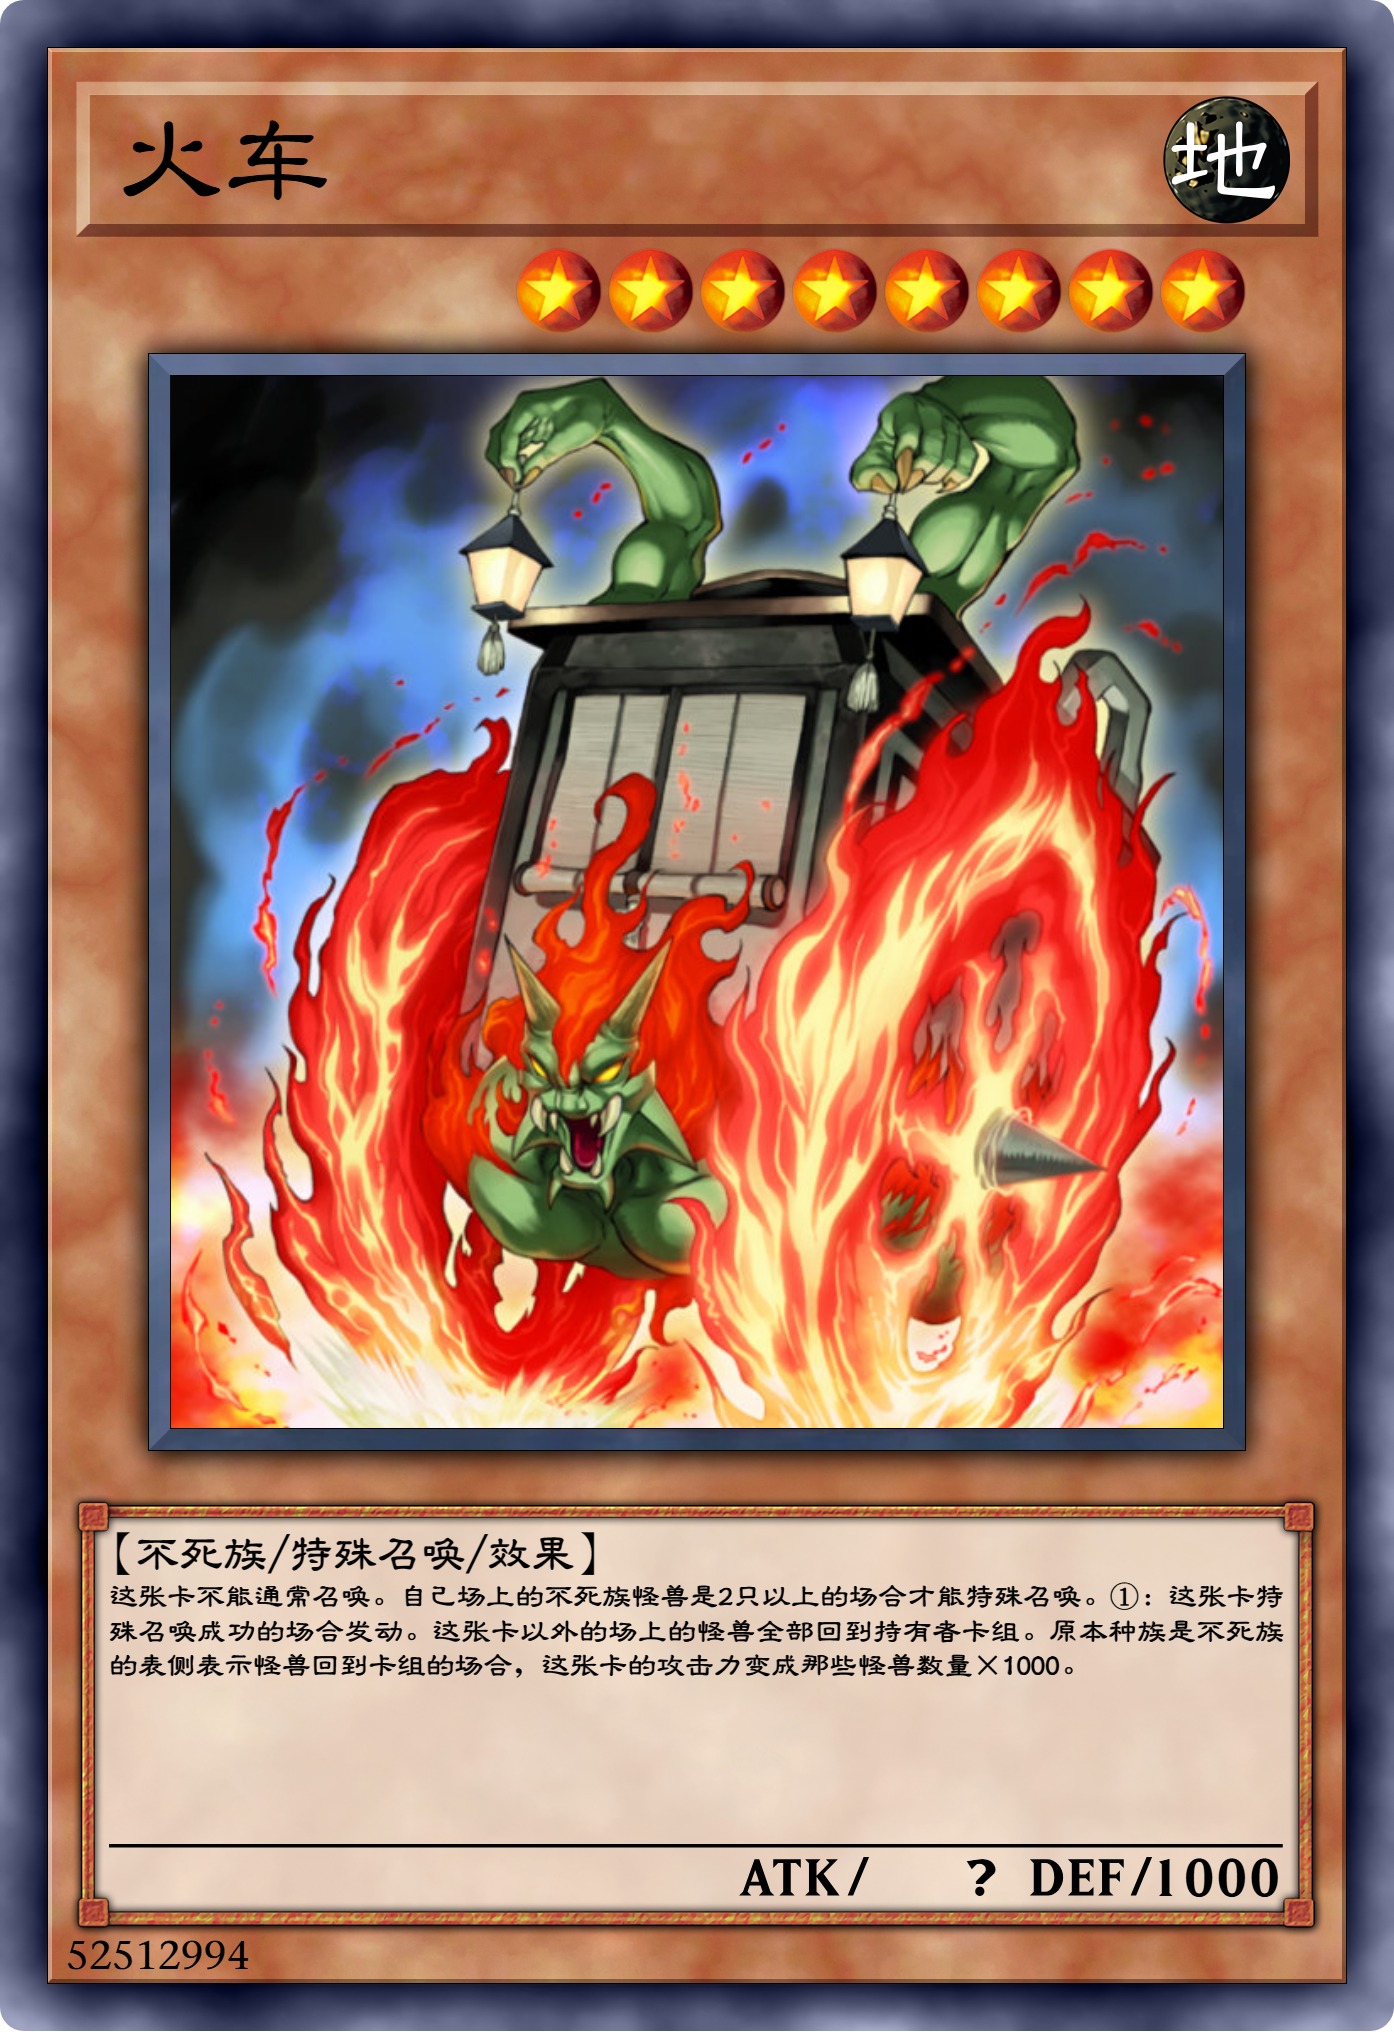 火车
地
【不死族/特殊召唤/效果】
这张卡不能通常召唤。自己场上的不死族怪兽是2只以上的场合才能特殊召唤。①：这张卡特
殊召唤成功的场合发动。这张卡以外的场上的怪兽全部回到持有者卡组。原本种族是不死族
的表侧表示怪兽回到卡组的场合，这张卡的攻击力变成那些怪兽数量×1000。
ATK/ ? DEF/1000
52512994